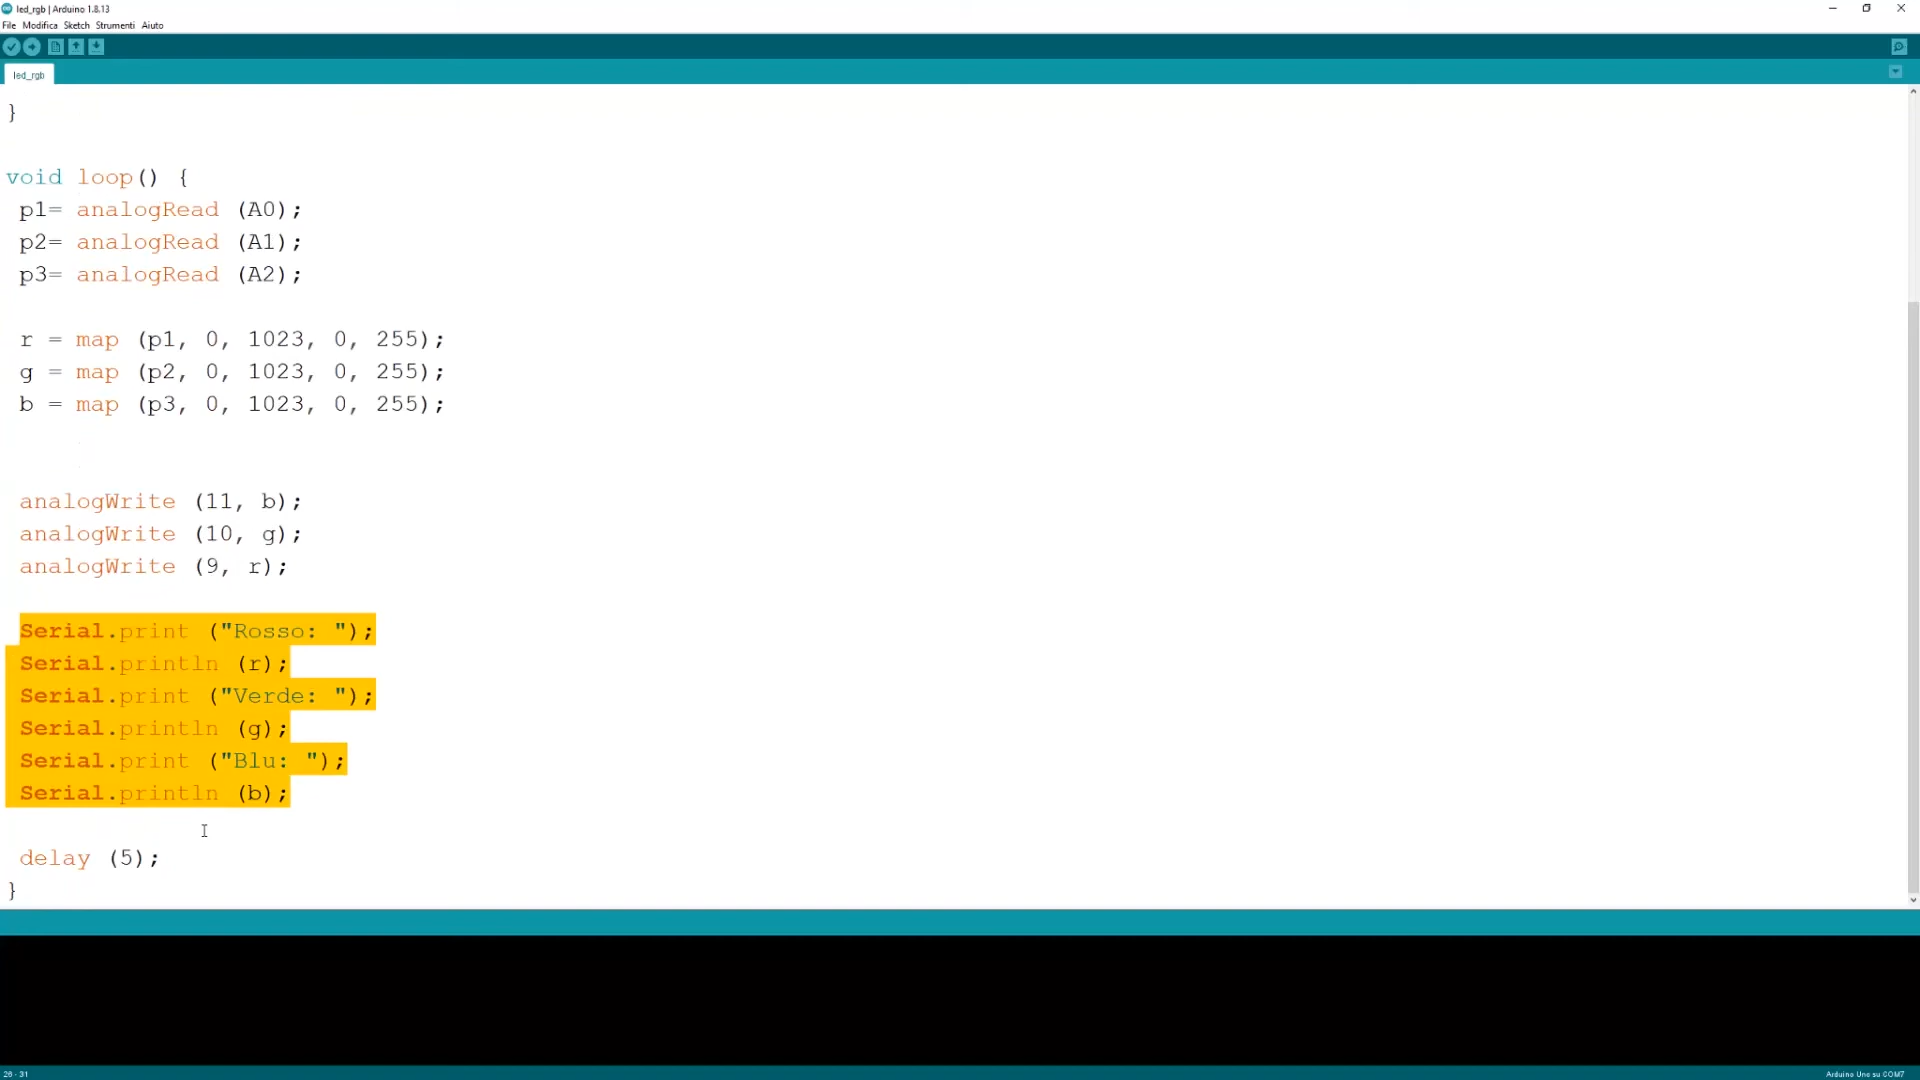 led_rgb | Arduino 1.8.13
File Modifica Sketch Strumenti Aiuto
led_rgb
}
void loop() {
p1= analogRead (A0);
p2= analogRead (A1);
p3= analogRead (A2);
r = map (p1, 0, 1023, 0, 255);
g = map (p2, 0, 1023, 0, 255);
b = map (p3, 0, 1023, 0, 255);
analogWrite (11, b);
analogWrite (10, g);
analogWrite (9, r);
Serial.print ("Rosso: ");
Serial.println (r);
Serial.print ("Verde: ");
Serial.println (g);
Serial.print ("Blu: ");
Serial.println (b);
delay (5);
}
26 - 31
Arduino Uno su COM7